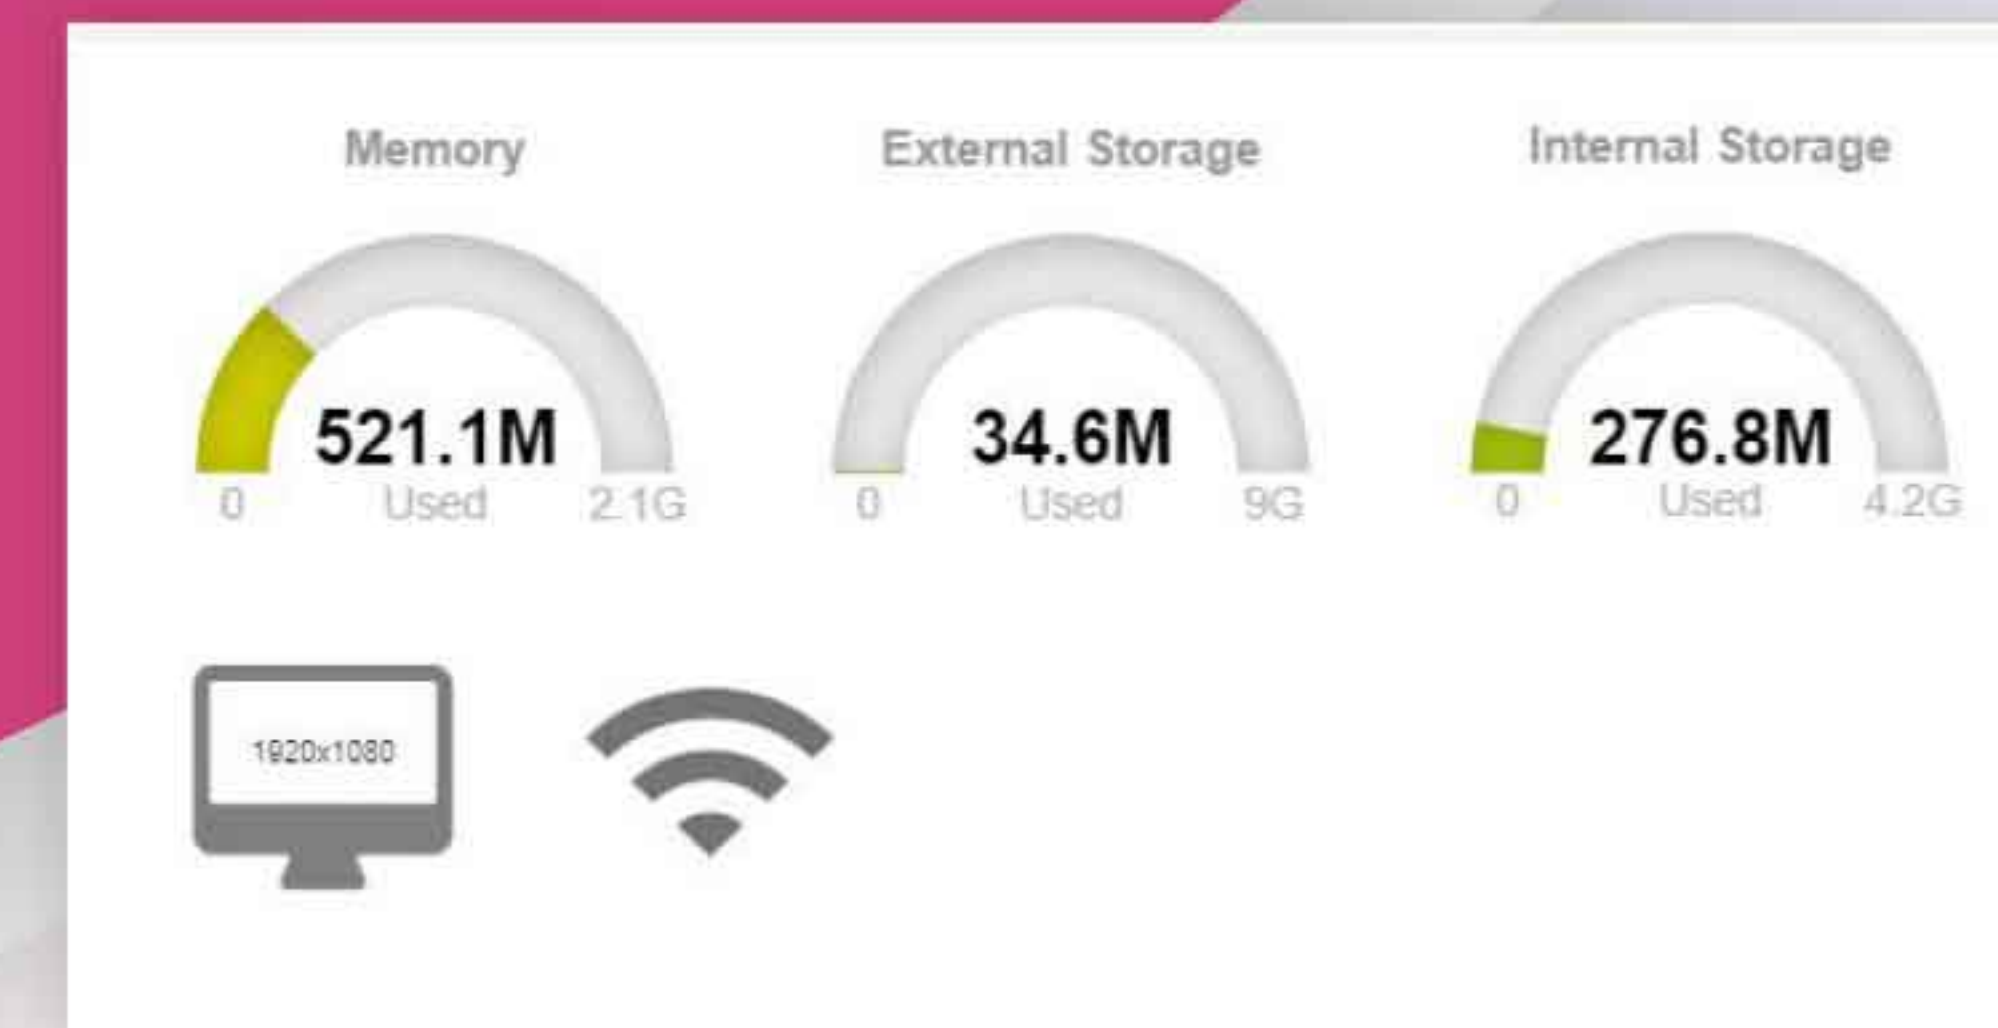 Memory
External Storage
Internal Storage
521.1M
34.6M
276.8M
0 Used 2.1G
0 Used 9G
0 Used 4.2G
1920x1080